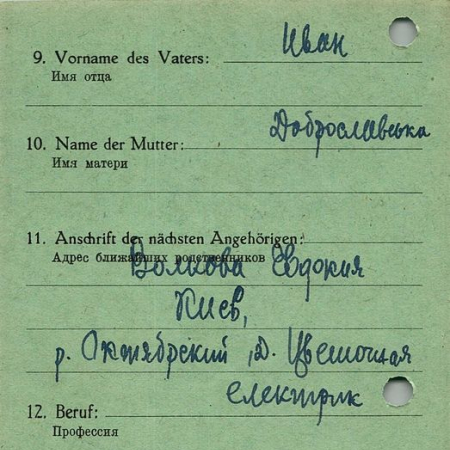 Иван
9. Vorname des Vaters:
Имя отца
Доброславська
10. Name der Mutter:
Имя матери
11. Anschrift der nächsten Angehörigen:
Адрес ближайших родственников
Волкова Евдокия
Киев,
р. Октябрский, д. Цветочная
електрик
12. Beruf:
Профессия